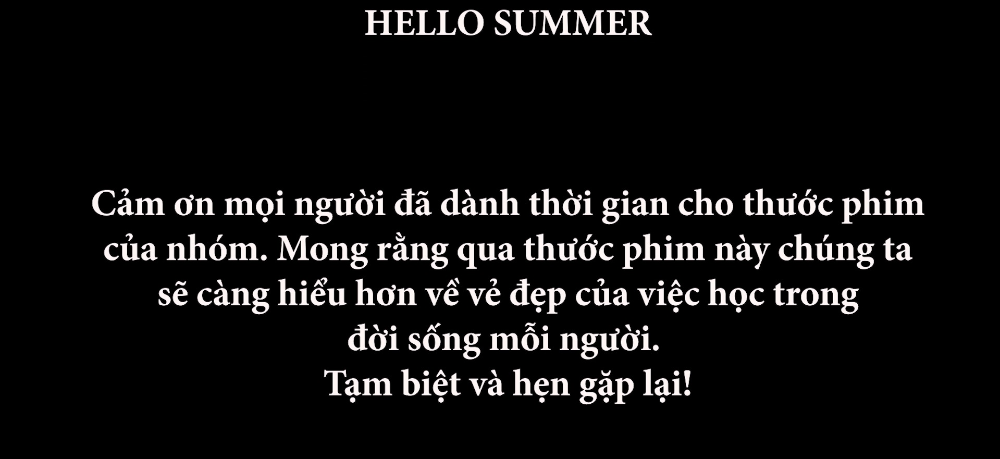 HELLO SUMMER
Cảm ơn mọi người đã dành thời gian cho thước phim
của nhóm. Mong rằng qua thước phim này chúng ta
sẽ càng hiểu hơn về vẻ đẹp của việc học trong
đời sống mỗi người.
Tạm biệt và hẹn gặp lại!